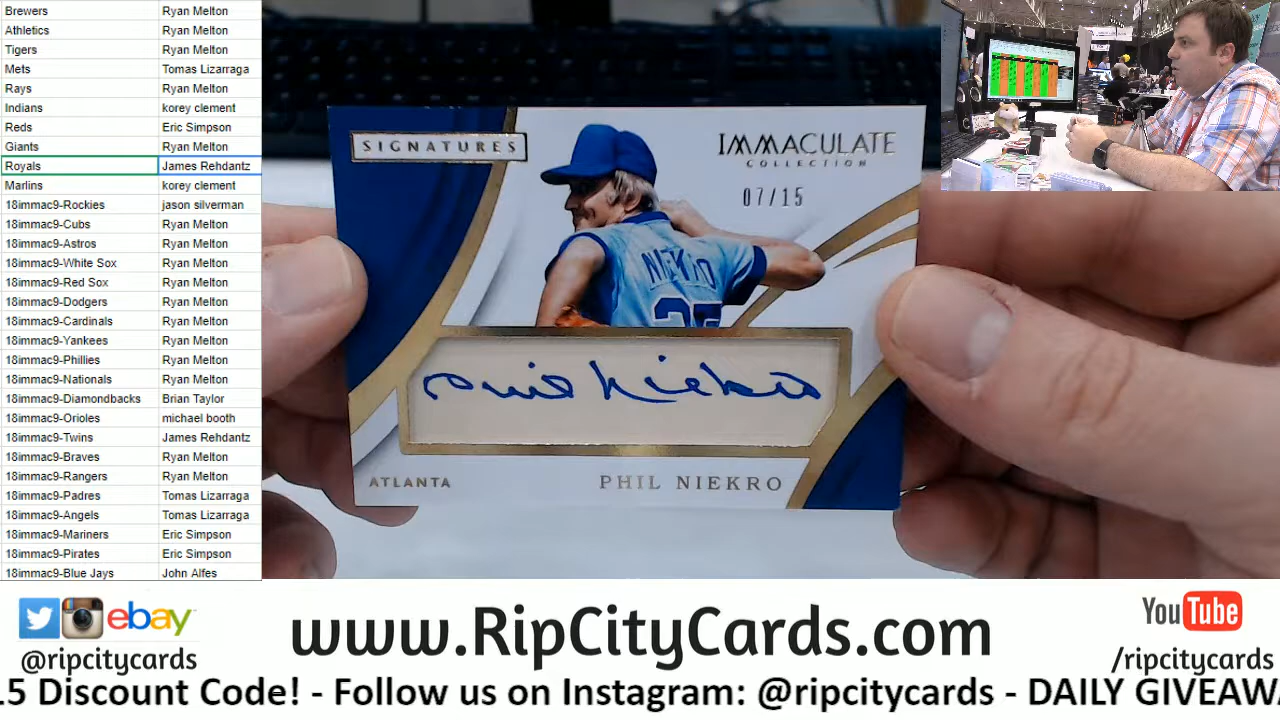 Brewers Ryan Melton
Athletics Ryan Melton
Tigers Ryan Melton
Mets Tomas Lizarraga
Rays Ryan Melton
Indians korey clement
Reds Eric Simpson
Giants Ryan Melton
Royals James Rehdantz
Marlins korey clement
18immac9-Rockies jason silverman
18immac9-Cubs Ryan Melton
18immac9-Astros Ryan Melton
18immac9-White Sox Ryan Melton
18immac9-Red Sox Ryan Melton
18immac9-Dodgers Ryan Melton
18immac9-Cardinals Ryan Melton
18immac9-Yankees Ryan Melton
18immac9-Phillies Ryan Melton
18immac9-Nationals Ryan Melton
18immac9-Diamondbacks Brian Taylor
18immac9-Orioles michael booth
18immac9-Twins James Rehdantz
18immac9-Braves Ryan Melton
18immac9-Rangers Ryan Melton
18immac9-Padres Tomas Lizarraga
18immac9-Angels Tomas Lizarraga
18immac9-Mariners Eric Simpson
18immac9-Pirates Eric Simpson
18immac9-Blue Jays John Alfes
SIGNATURES
IMMACULATE
COLLECTION
07/15
NIEKRO
Phil Niekro
ATLANTA PHIL NIEKRO
ebay
@ripcitycards
www.RipCityCards.com
YouTube
/ripcitycards
.5 Discount Code! - Follow us on Instagram: @ripcitycards - DAILY GIVEAWA